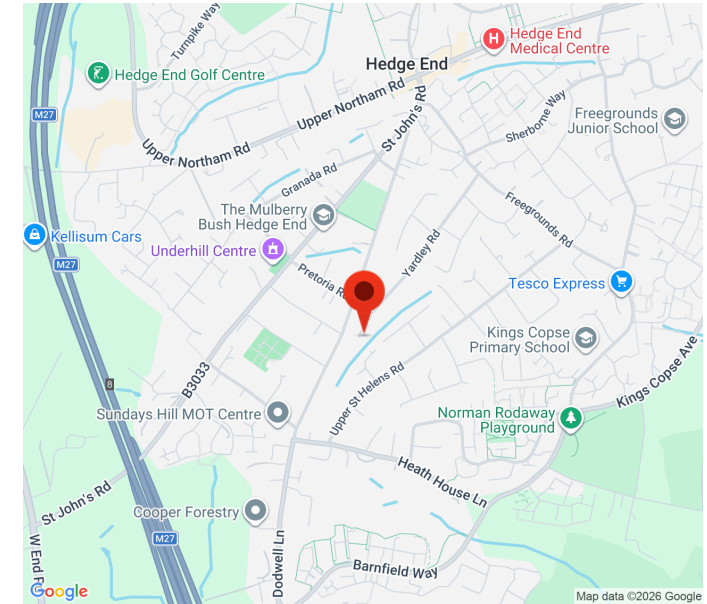 Turnpike Way
Hedge End
Medical Centre
Hedge End
Hedge End Golf Centre
Upper Northam Rd
St John's Rd
Sherborne Way
Freegrounds
Junior School
M27
Upper Northam Rd
Granada Rd
The Mulberry
Bush Hedge End
Freegrounds Rd
Kellisum Cars
Underhill Centre
Yardley Rd
M27
Pretoria R
Tesco Express
Kings Copse
Primary School
B3033
8
Kings Copse Ave
Upper St Helens Rd
Sundays Hill MOT Centre
Norman Rodaway
Playground
Heath House Ln
St John's Rd
Cooper Forestry
M27
W End R
Dodwell Ln
Barnfield Way
Google
Map data ©2026 Google